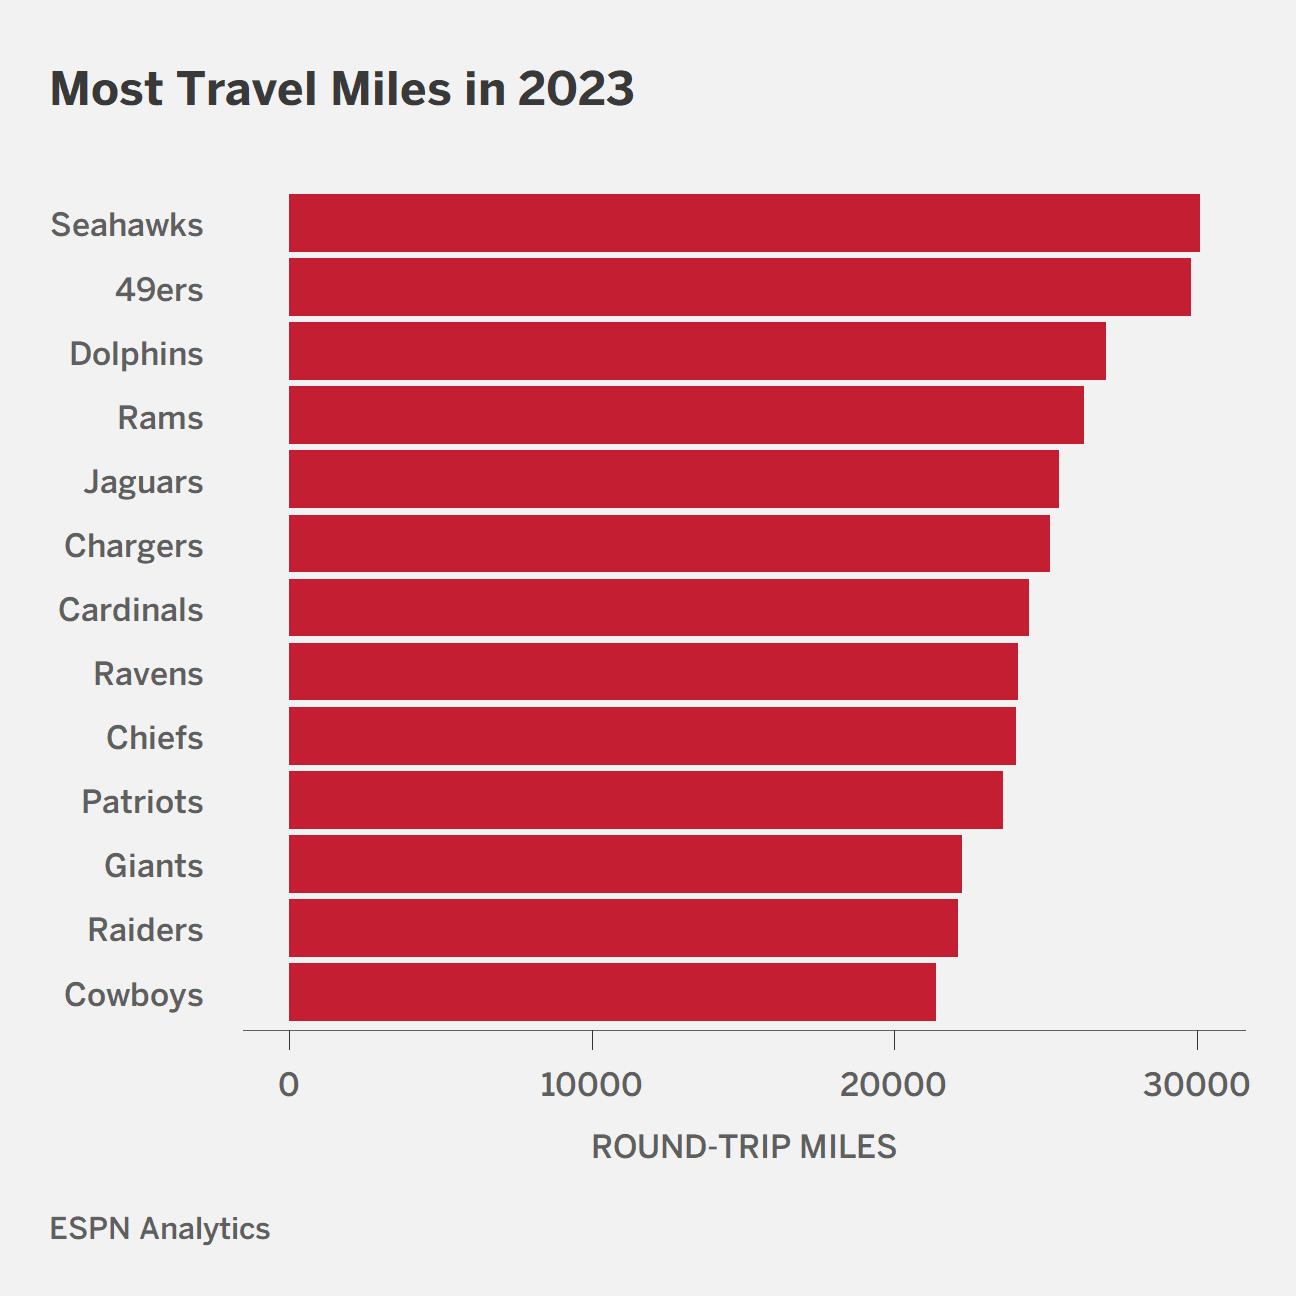 Most Travel Miles in 2023
Seahawks
49ers
Dolphins
Rams
Jaguars
Chargers
Cardinals
Ravens
Chiefs
Patriots
Giants
Raiders
Cowboys
0 10000 20000 30000
ROUND-TRIP MILES
ESPN Analytics